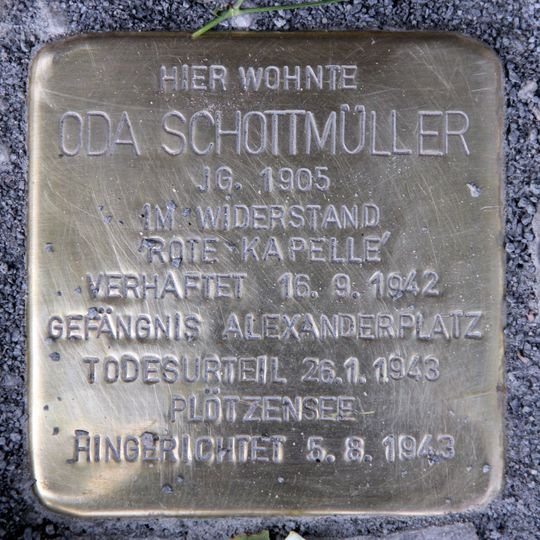 HIER WOHNTE
ODA SCHOTTMÜLLER
JG. 1905
IM WIDERSTAND
'ROTE KAPELLE'
VERHAFTET 16. 9. 1942
GEFÄNGNIS ALEXANDERPLATZ
TODESURTEIL 26.1.1943
PLÖTZENSEE
HINGERICHTET 5. 8. 1943